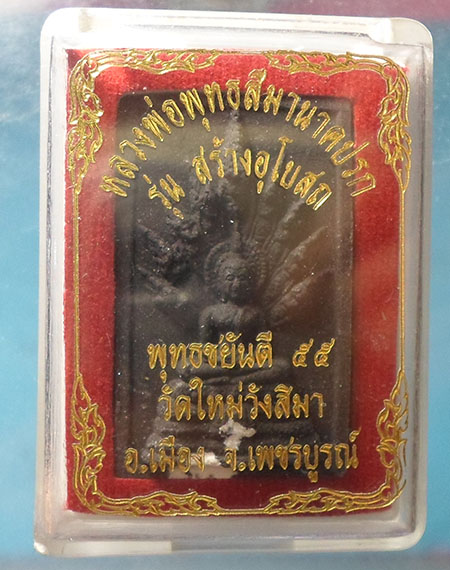 หลวงพ่อพุทธสีมานาคปรก
รุ่น สร้างอุโบสถ
พุทธชยันตี ๕๕
วัดใหม่วังสีมา
อ.เมือง จ.เพชรบูรณ์